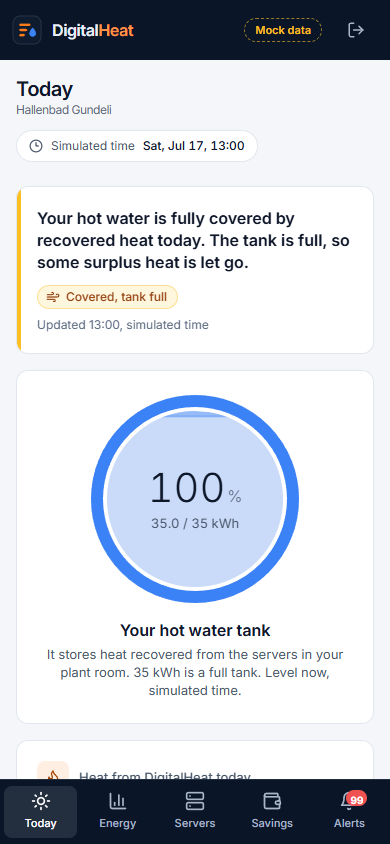 DigitalHeat
Mock data
Today
Hallenbad Gundeli
Simulated time Sat, Jul 17, 13:00
Your hot water is fully covered by
recovered heat today. The tank is full, so
some surplus heat is let go.
Covered, tank full
Updated 13:00, simulated time
100%
35.0 / 35 kWh
Your hot water tank
It stores heat recovered from the servers in your
plant room. 35 kWh is a full tank. Level now,
simulated time.
Heat from DigitalHeat today
99
Today Energy Servers Savings Alerts